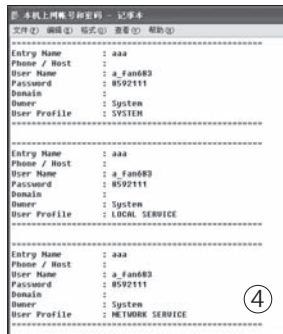 本机上网帐号和密码 - 记事本
文件(F) 编辑(E) 格式(O) 查看(V) 帮助(H)
==================================================
Entry Name : aaa
Phone / Host :
User Name : a_fan683
Password : 8592111
Domain :
Owner : System
User Profile : SYSTEM
==================================================
==================================================
Entry Name : aaa
Phone / Host :
User Name : a_fan683
Password : 8592111
Domain :
Owner : System
User Profile : LOCAL SERVICE
==================================================
==================================================
Entry Name : aaa
Phone / Host :
User Name : a_fan683
Password : 8592111
Domain :
Owner : System
User Profile : NETWORK SERVICE
==================================================
④